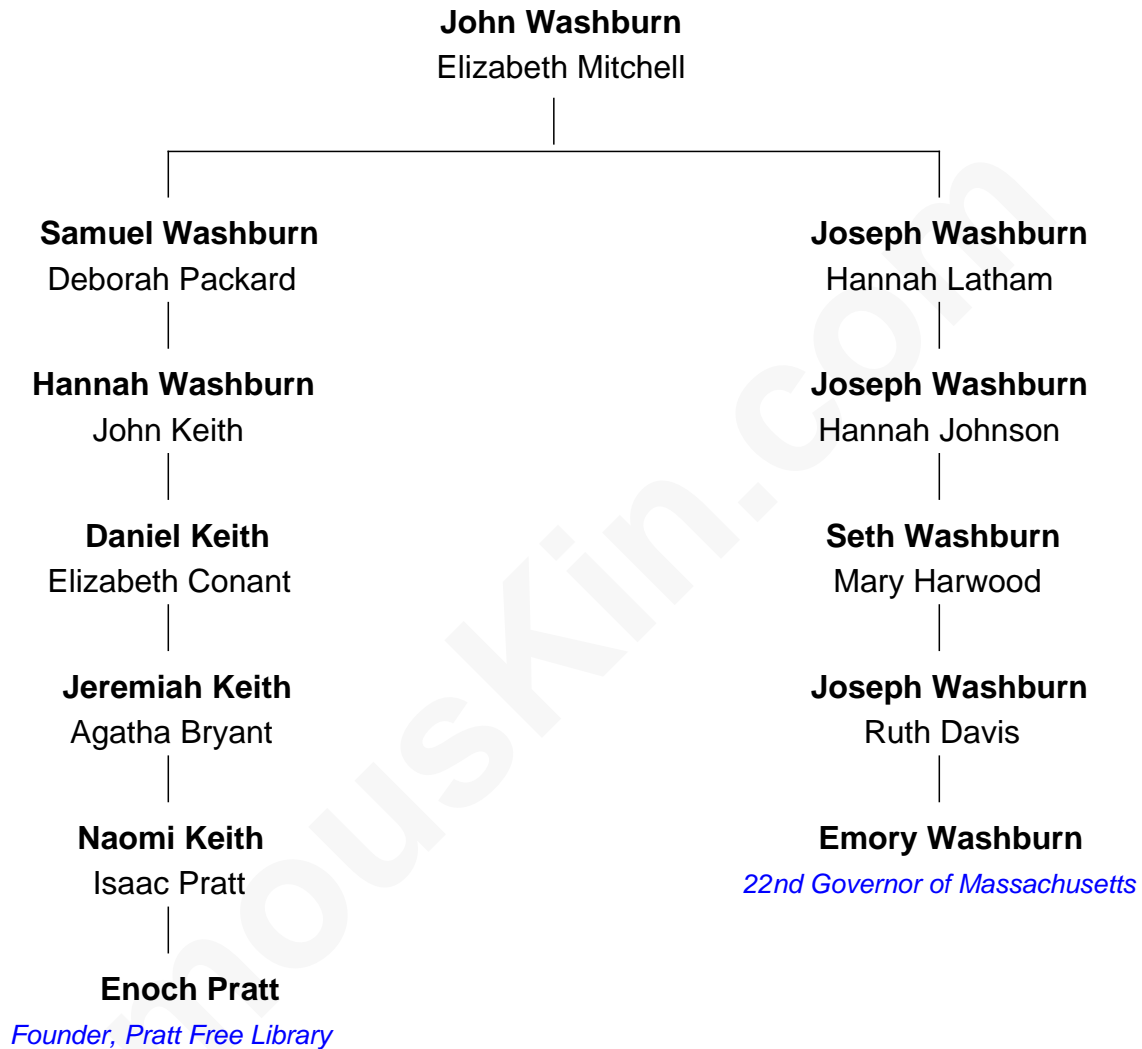 John Washburn
Elizabeth Mitchell
Samuel Washburn
Deborah Packard
Joseph Washburn
Hannah Latham
Hannah Washburn
John Keith
Joseph Washburn
Hannah Johnson
Daniel Keith
Elizabeth Conant
Seth Washburn
Mary Harwood
Jeremiah Keith
Agatha Bryant
Joseph Washburn
Ruth Davis
Naomi Keith
Isaac Pratt
Emory Washburn
22nd Governor of Massachusetts
Enoch Pratt
Founder, Pratt Free Library
mouskin.com